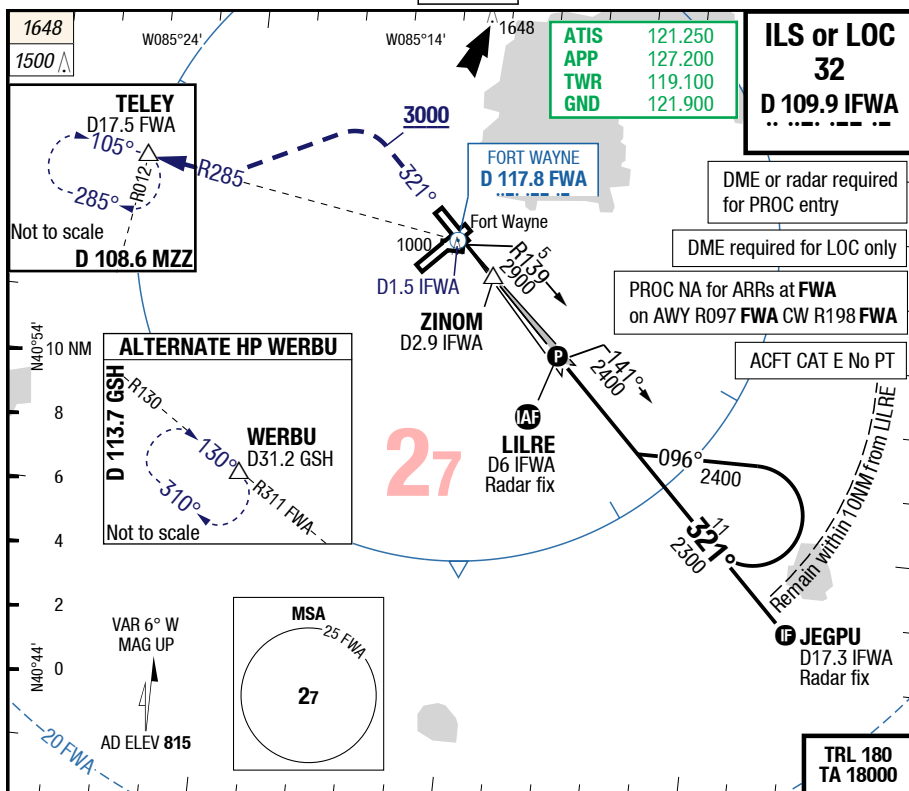 1648
1500
W085°24'
W085°14'
1648
ATIS 121.250
APP 127.200
TWR 119.100
GND 121.900
ILS or LOC
32
D 109.9 IFWA
TELEY
D17.5 FWA
105°
R012
285°
Not to scale
D 108.6 MZZ
R285
3000
321°
FORT WAYNE
D 117.8 FWA
Fort Wayne
1000
D1.5 IFWA
R139
5
2900
ZINOM
D2.9 IFWA
DME or radar required
for PROC entry
DME required for LOC only
PROC NA for ARRs at FWA
on AWY R097 FWA CW R198 FWA
ACFT CAT E No PT
N40°54'
10 NM
8
6
4
2
0
N40°44'
ALTERNATE HP WERBU
D 113.7 GSH
R130
130°
WERBU
D31.2 GSH
310°
R311 FWA
Not to scale
27
P
141°
2400
IAF
LILRE
D6 IFWA
Radar fix
096°
2400
11
321°
2300
Remain within 10NM from LILRE
IF JEGPU
D17.3 IFWA
Radar fix
VAR 6° W
MAG UP
AD ELEV 815
MSA
25 FWA
27
20 FWA
TRL 180
TA 18000